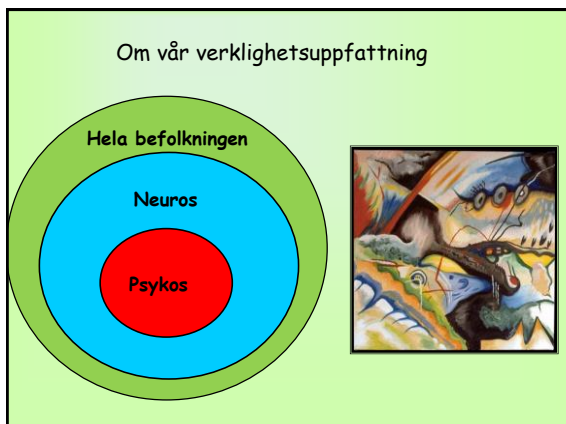 Om vår verklighetsuppfattning
Hela befolkningen
Neuros
Psykos